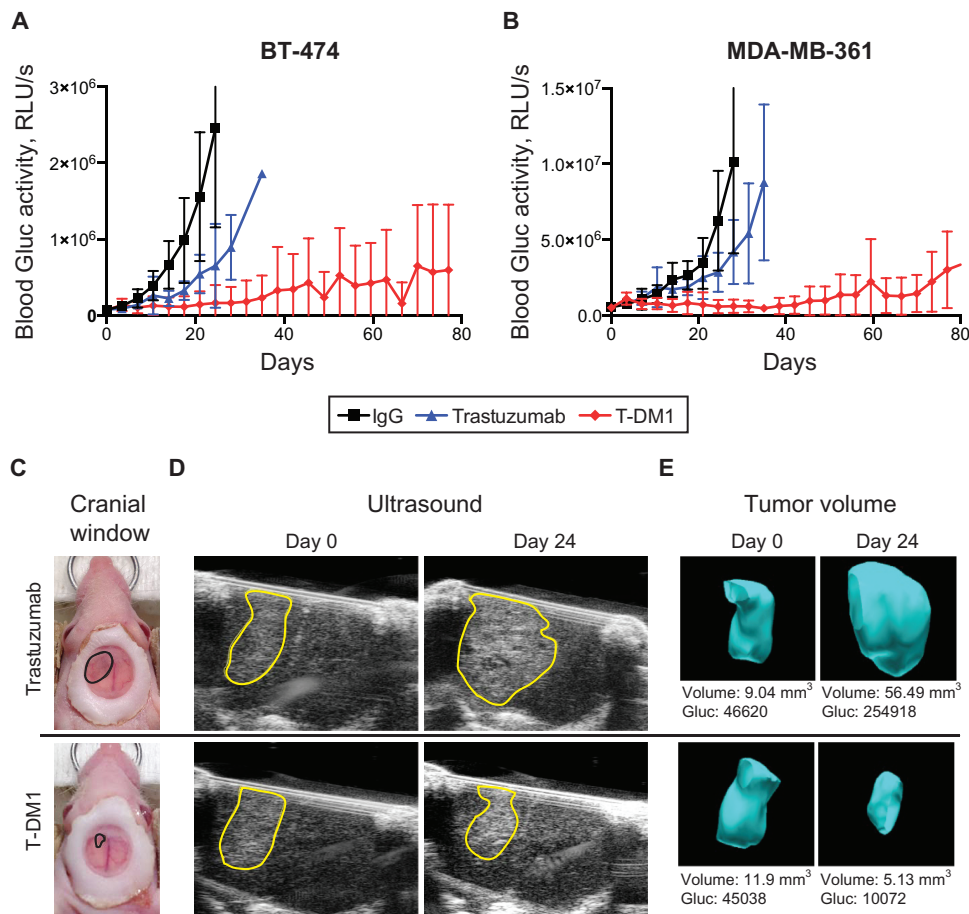 A
BT-474
Blood Gluc activity, RLU/s
3×10⁶
2×10⁶
1×10⁶
0
0 20 40 60 80
Days
B
MDA-MB-361
Blood Gluc activity, RLU/s
1.5×10⁷
1.0×10⁷
5.0×10⁶
0.0
0 20 40 60 80
Days
IgG Trastuzumab T-DM1
C
Cranial
window
D
Ultrasound
Day 0 Day 24
E
Tumor volume
Day 0 Day 24
Trastuzumab
Volume: 9.04 mm³
Gluc: 46620
Volume: 56.49 mm³
Gluc: 254918
T-DM1
Volume: 11.9 mm³
Gluc: 45038
Volume: 5.13 mm³
Gluc: 10072